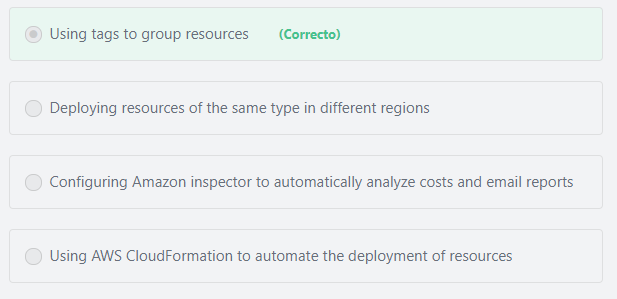 Using tags to group resources (Correcto)
Deploying resources of the same type in different regions
Configuring Amazon inspector to automatically analyze costs and email reports
Using AWS CloudFormation to automate the deployment of resources